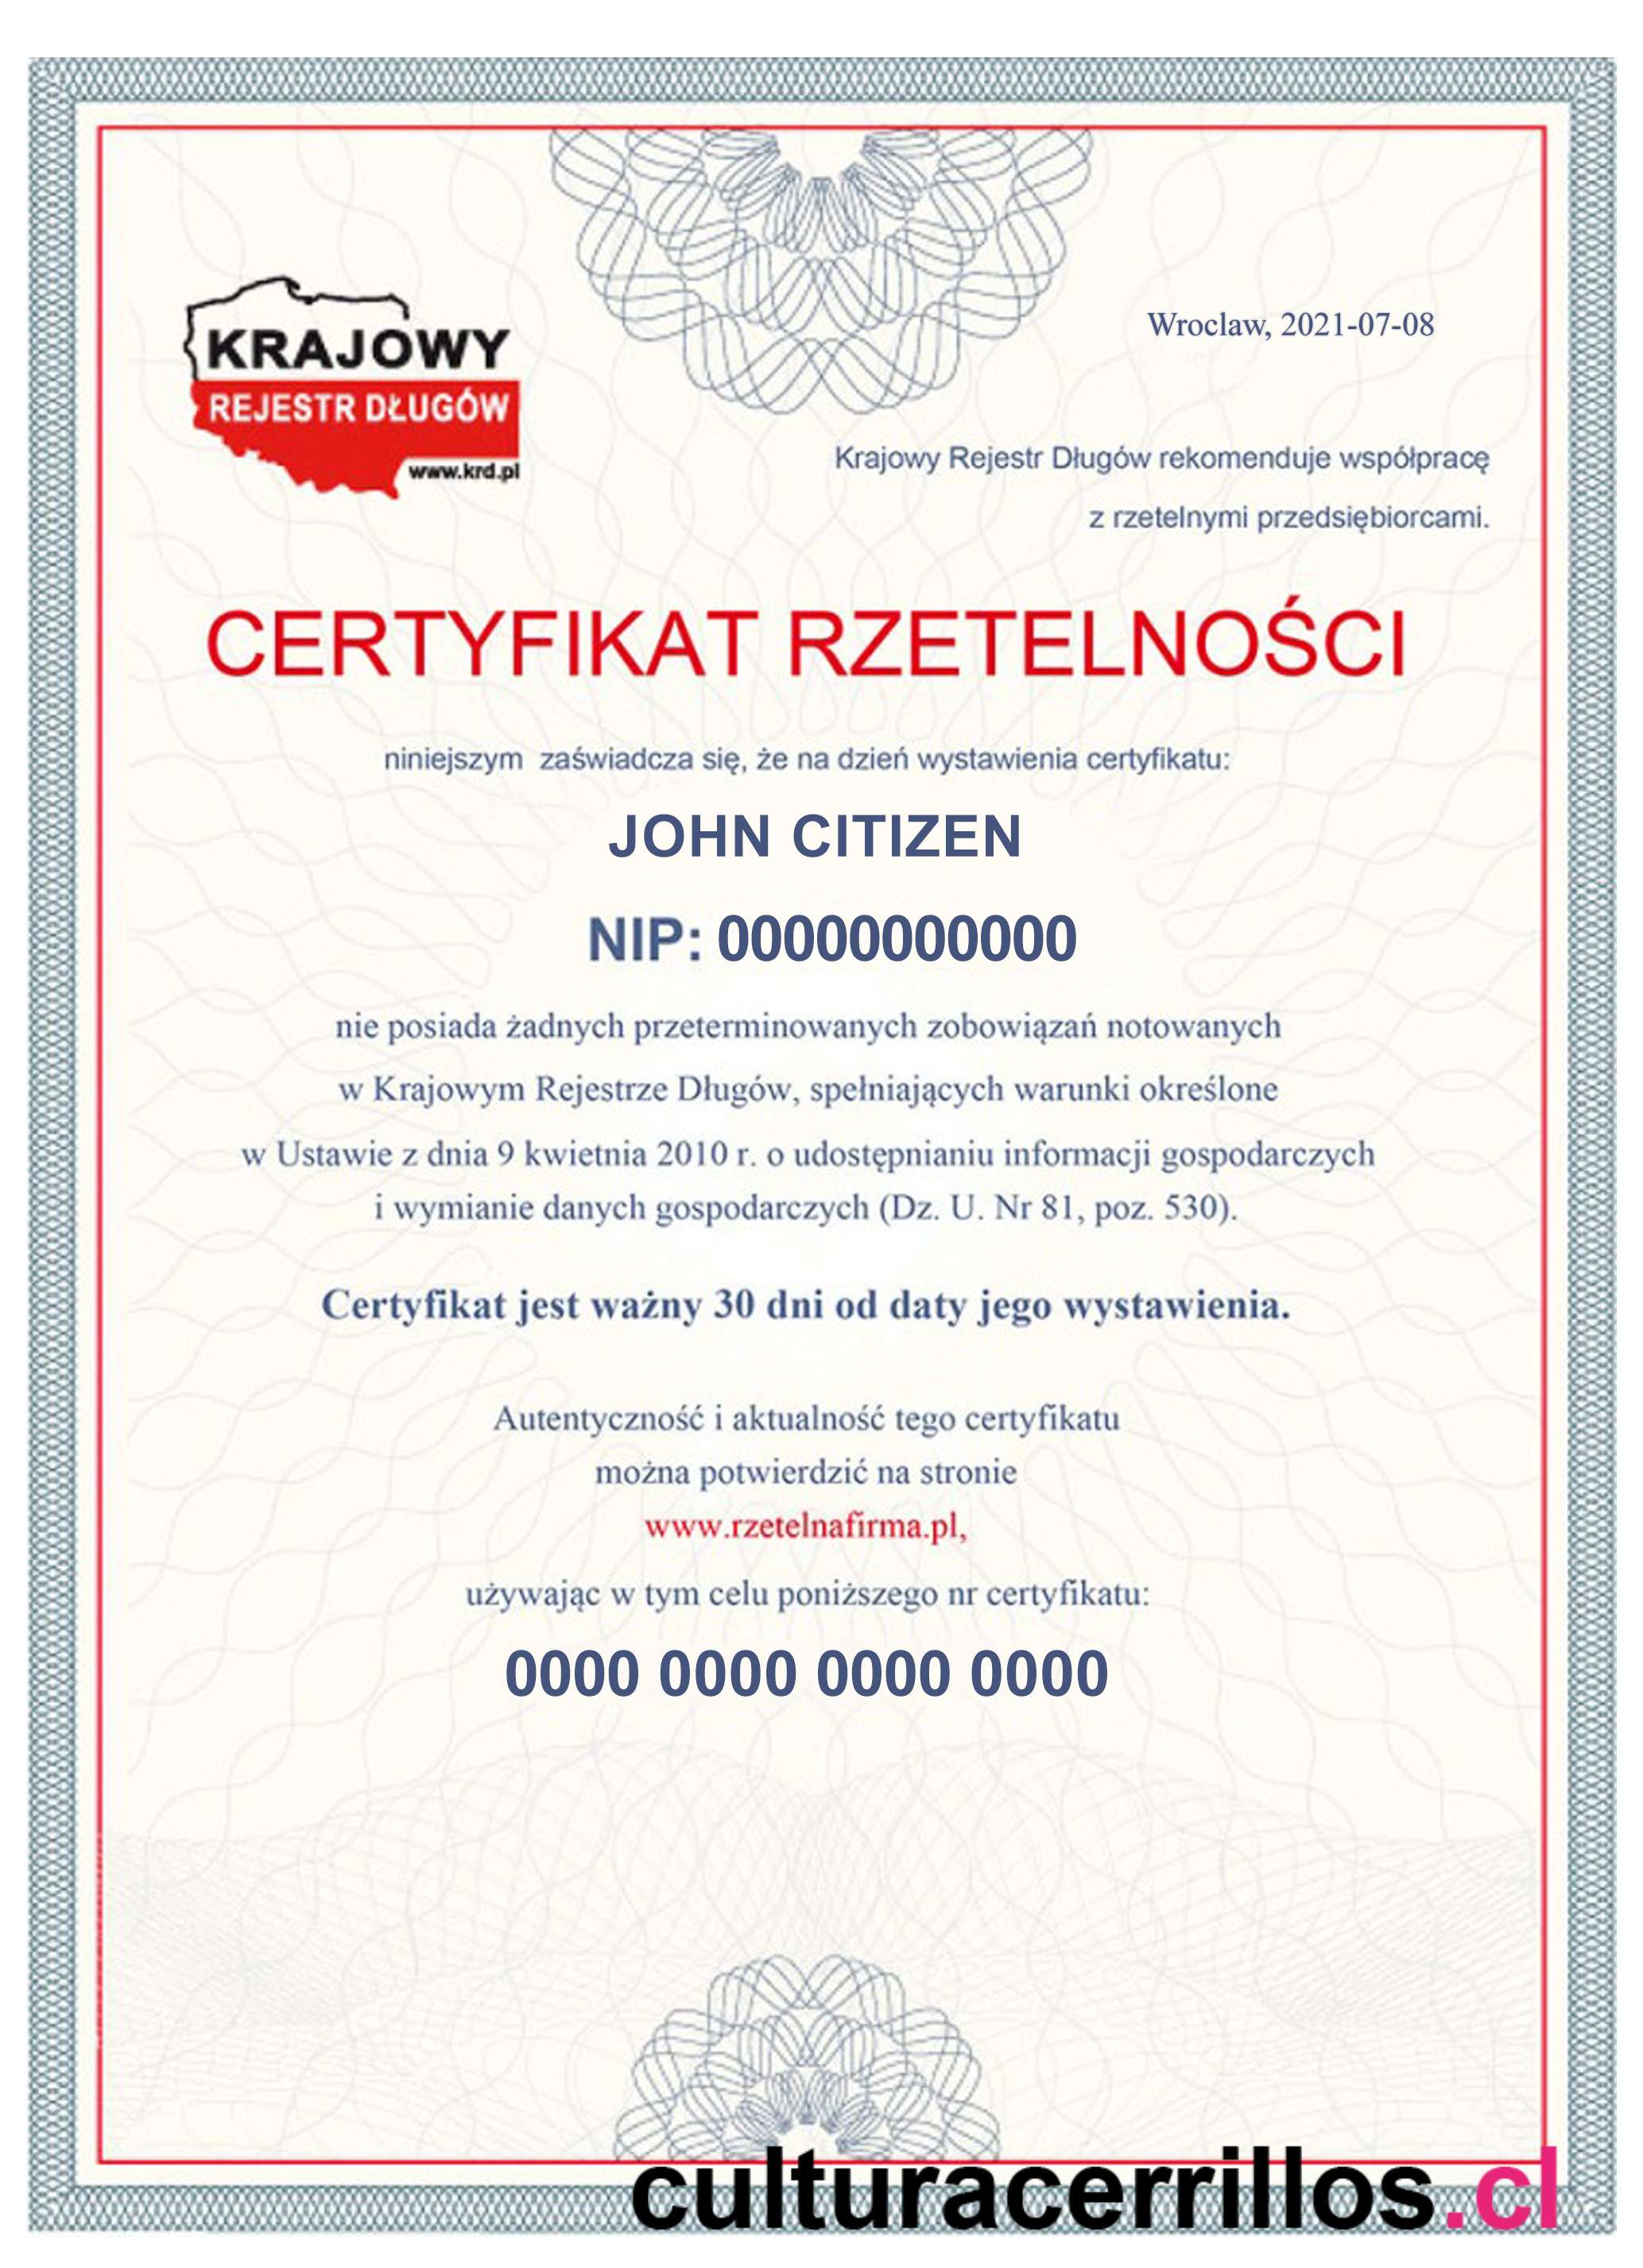 KRAJOWY
REJESTR DŁUGÓW
www.krd.pl
Wroclaw, 2021-07-08
Krajowy Rejestr Długów rekomenduje współpracę
z rzetelnymi przedsiębiorcami.
CERTYFIKAT RZETELNOŚCI
niniejszym zaświadcza się, że na dzień wystawienia certyfikatu:
JOHN CITIZEN
NIP: 00000000000
nie posiada żadnych przeterminowanych zobowiązań notowanych
w Krajowym Rejestrze Długów, spełniających warunki określone
w Ustawie z dnia 9 kwietnia 2010 r. o udostępnianiu informacji gospodarczych
i wymianie danych gospodarczych (Dz. U. Nr 81, poz. 530).
Certyfikat jest ważny 30 dni od daty jego wystawienia.
Autentyczność i aktualność tego certyfikatu
można potwierdzić na stronie
www.rzetelnafirma.pl,
używając w tym celu poniższego nr certyfikatu:
0000 0000 0000 0000
culturacerrillos.cl